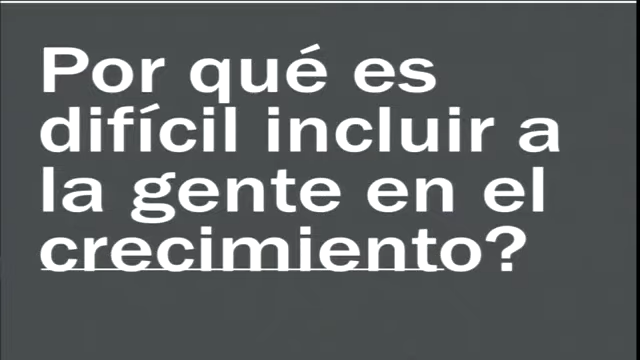 Por qué es
difícil incluir a
la gente en el
crecimiento?